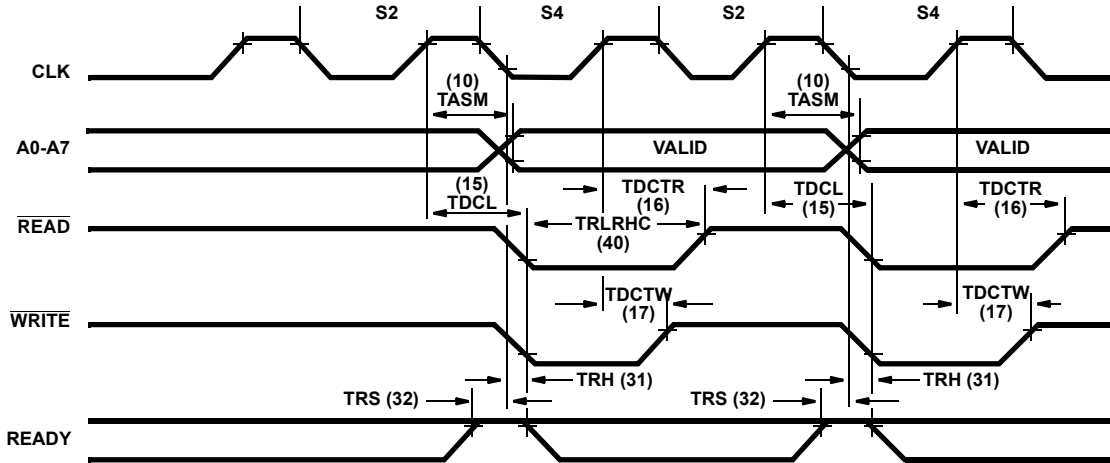 S2 S4 S2 S4
CLK
(10) (10)
TASM TASM
A0-A7 VALID VALID
(15) TDCTR TDCL TDCTR
TDCL (16) (15) (16)
READ TRLRHC
(40)
TDCTW TDCTW
WRITE (17) (17)
TRH (31) TRH (31)
TRS (32) TRS (32)
READY